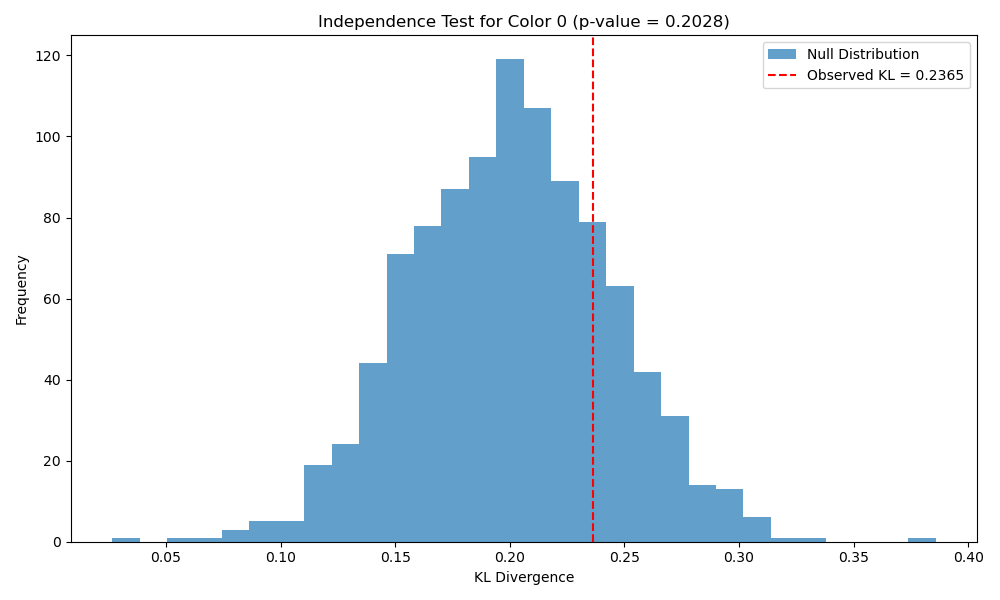 Independence Test for Color 0 (p-value = 0.2028)
Null Distribution
Observed KL = 0.2365
Frequency
120
100
80
60
40
20
0
0.05 0.10 0.15 0.20 0.25 0.30 0.35 0.40
KL Divergence